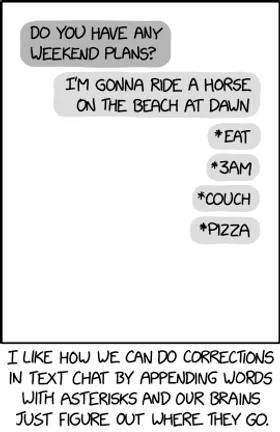 DO YOU HAVE ANY
WEEKEND PLANS?
I'M GONNA RIDE A HORSE
ON THE BEACH AT DAWN
*EAT
*3AM
*COUCH
*PIZZA
I LIKE HOW WE CAN DO CORRECTIONS
IN TEXT CHAT BY APPENDING WORDS
WITH ASTERISKS AND OUR BRAINS
JUST FIGURE OUT WHERE THEY GO.